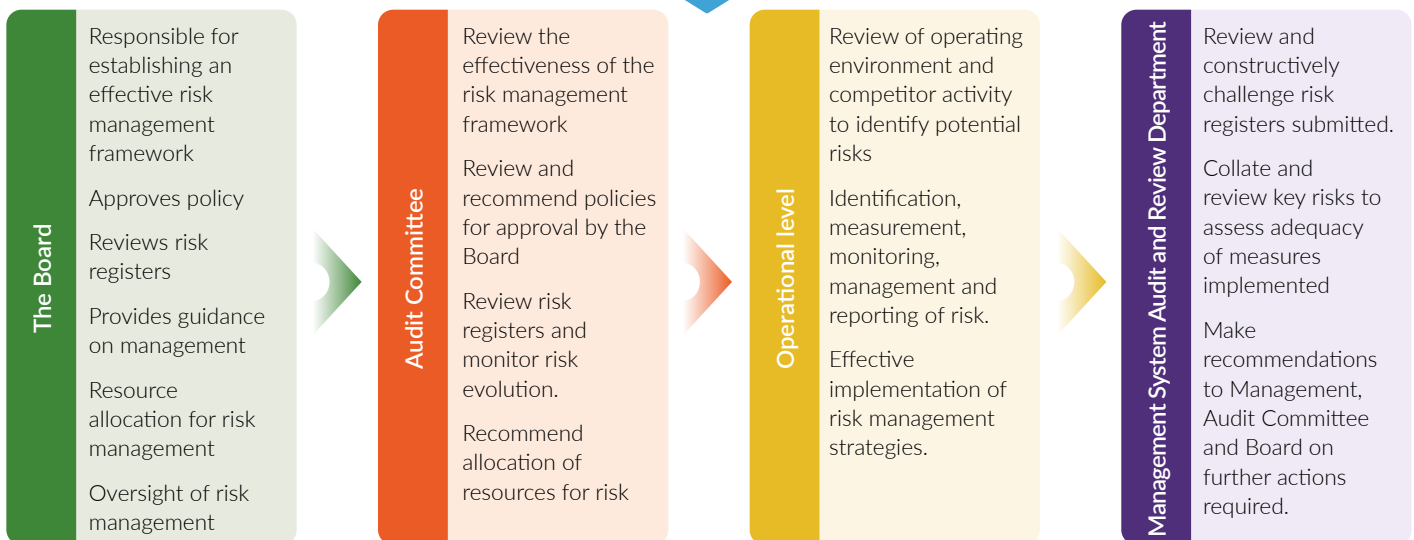 The Board
Responsible for
establishing an
effective risk
management
framework
Approves policy
Reviews risk
registers
Provides guidance
on management
Resource
allocation for risk
management
Oversight of risk
management
Audit Committee
Review the
effectiveness of the
risk management
framework
Review and
recommend policies
for approval by the
Board
Review risk
registers and
monitor risk
evolution.
Recommend
allocation of
resources for risk
Operational level
Review of operating
environment and
competitor activity
to identify potential
risks
Identification,
measurement,
monitoring,
management and
reporting of risk.
Effective
implementation of
risk management
strategies.
Management System Audit and Review Department
Review and
constructively
challenge risk
registers submitted.
Collate and
review key risks to
assess adequacy
of measures
implemented
Make
recommendations
to Management,
Audit Committee
and Board on
further actions
required.